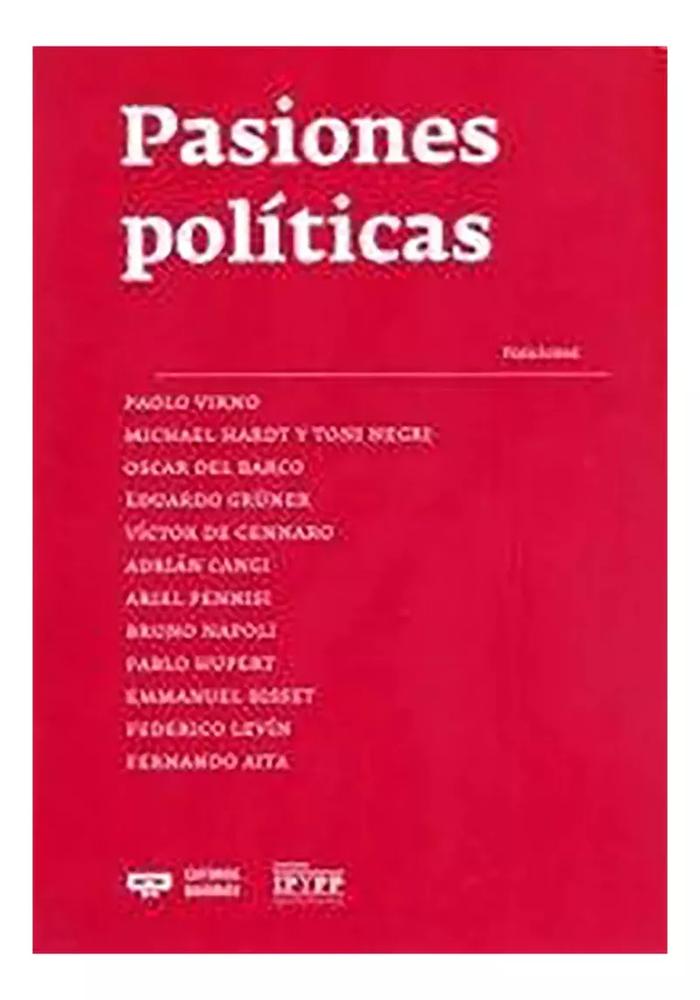 Pasiones
políticas
PAOLO VIRNO
MICHAEL HARDT Y TONI NEGRI
OSCAR DEL BARCO
EDUARDO GRÜNER
VÍCTOR DE GENNARO
ADRIÁN CANGI
ARIEL PENNISI
BRUNO NAPOLI
PABLO HUPERT
EMMANUEL BISSET
FEDERICO LEVÍN
FERNANDO AITA
IPYPP